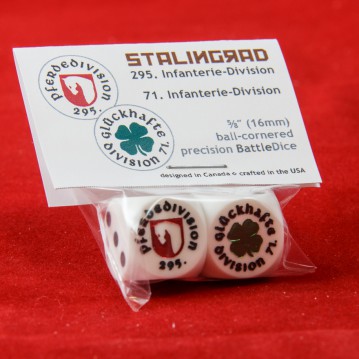 STALINGRAD
295. Infanterie-Division
71. Infanterie-Division
⅝" (16mm)
ball-cornered
precision BattleDice
designed in Canada & crafted in the USA
Pferdedivision
295.
Glückhafte
Division 71.
Pferdedivision
295.
Glückhafte
Division 71.